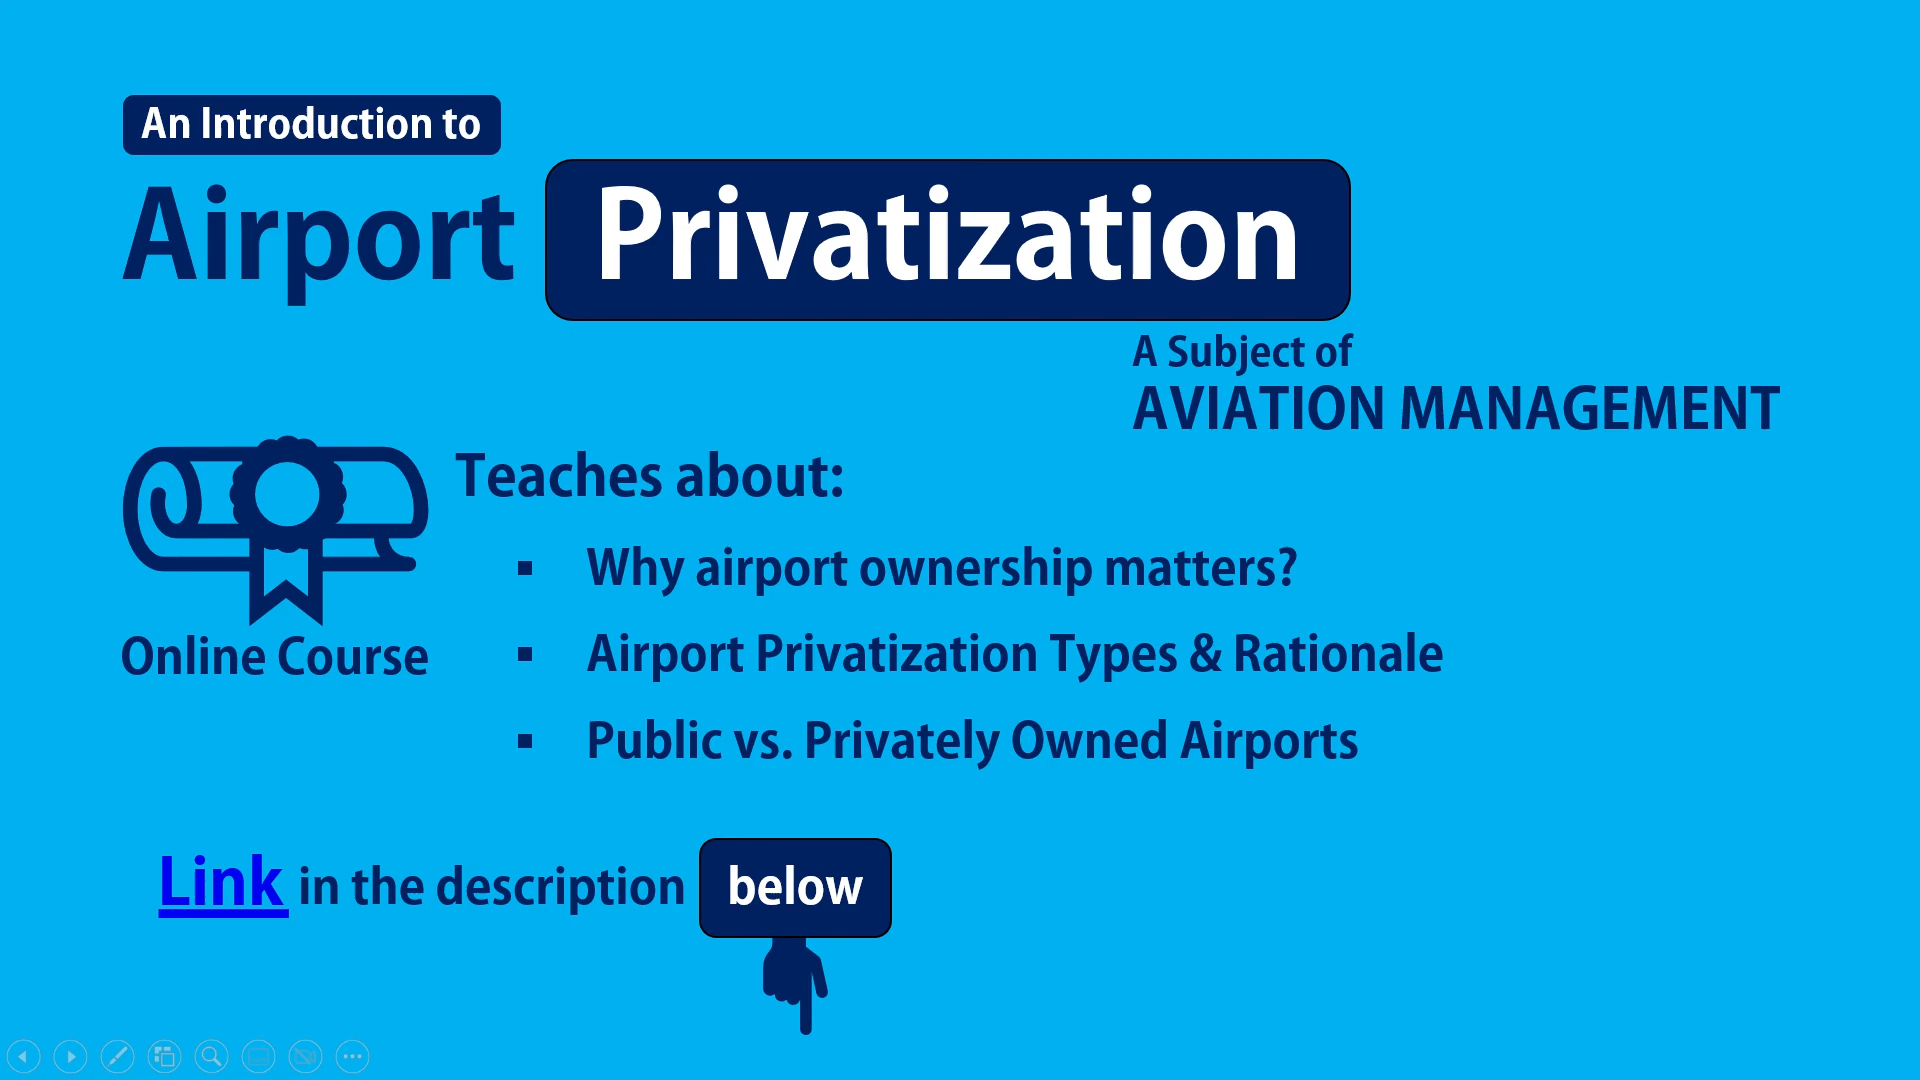 An Introduction to
Airport Privatization
A Subject of
AVIATION MANAGEMENT
Teaches about:
Why airport ownership matters?
Airport Privatization Types & Rationale
Public vs. Privately Owned Airports
Online Course
Link in the description below